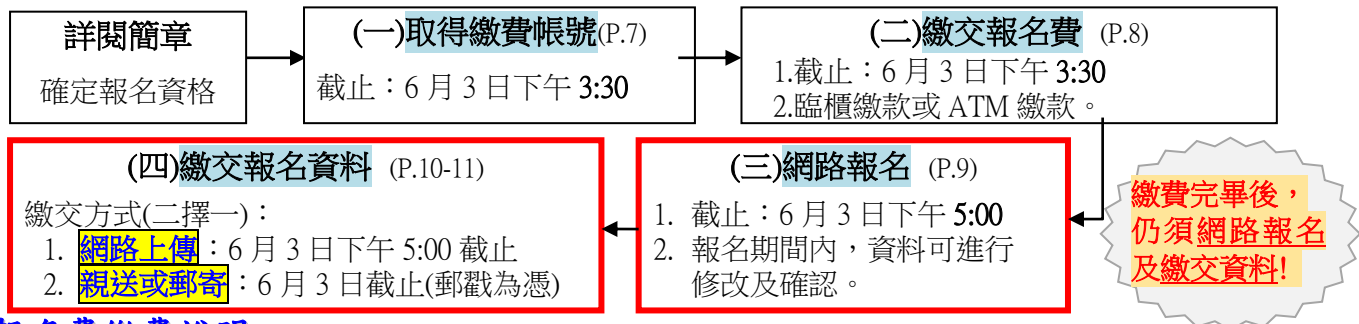 詳閱簡章
確定報名資格
(一)取得繳費帳號(P.7)
截止：6 月 3 日下午 3:30
(二)繳交報名費 (P.8)
1.截止：6 月 3 日下午 3:30
2.臨櫃繳款或 ATM 繳款。
(三)網路報名 (P.9)
1. 截止：6 月 3 日下午 5:00
2. 報名期間內，資料可進行
修改及確認。
(四)繳交報名資料 (P.10-11)
繳交方式(二擇一)：
1. 網路上傳：6 月 3 日下午 5:00 截止
2. 親送或郵寄：6 月 3 日截止(郵戳為憑)
繳費完畢後，
仍須網路報名
及繳交資料!